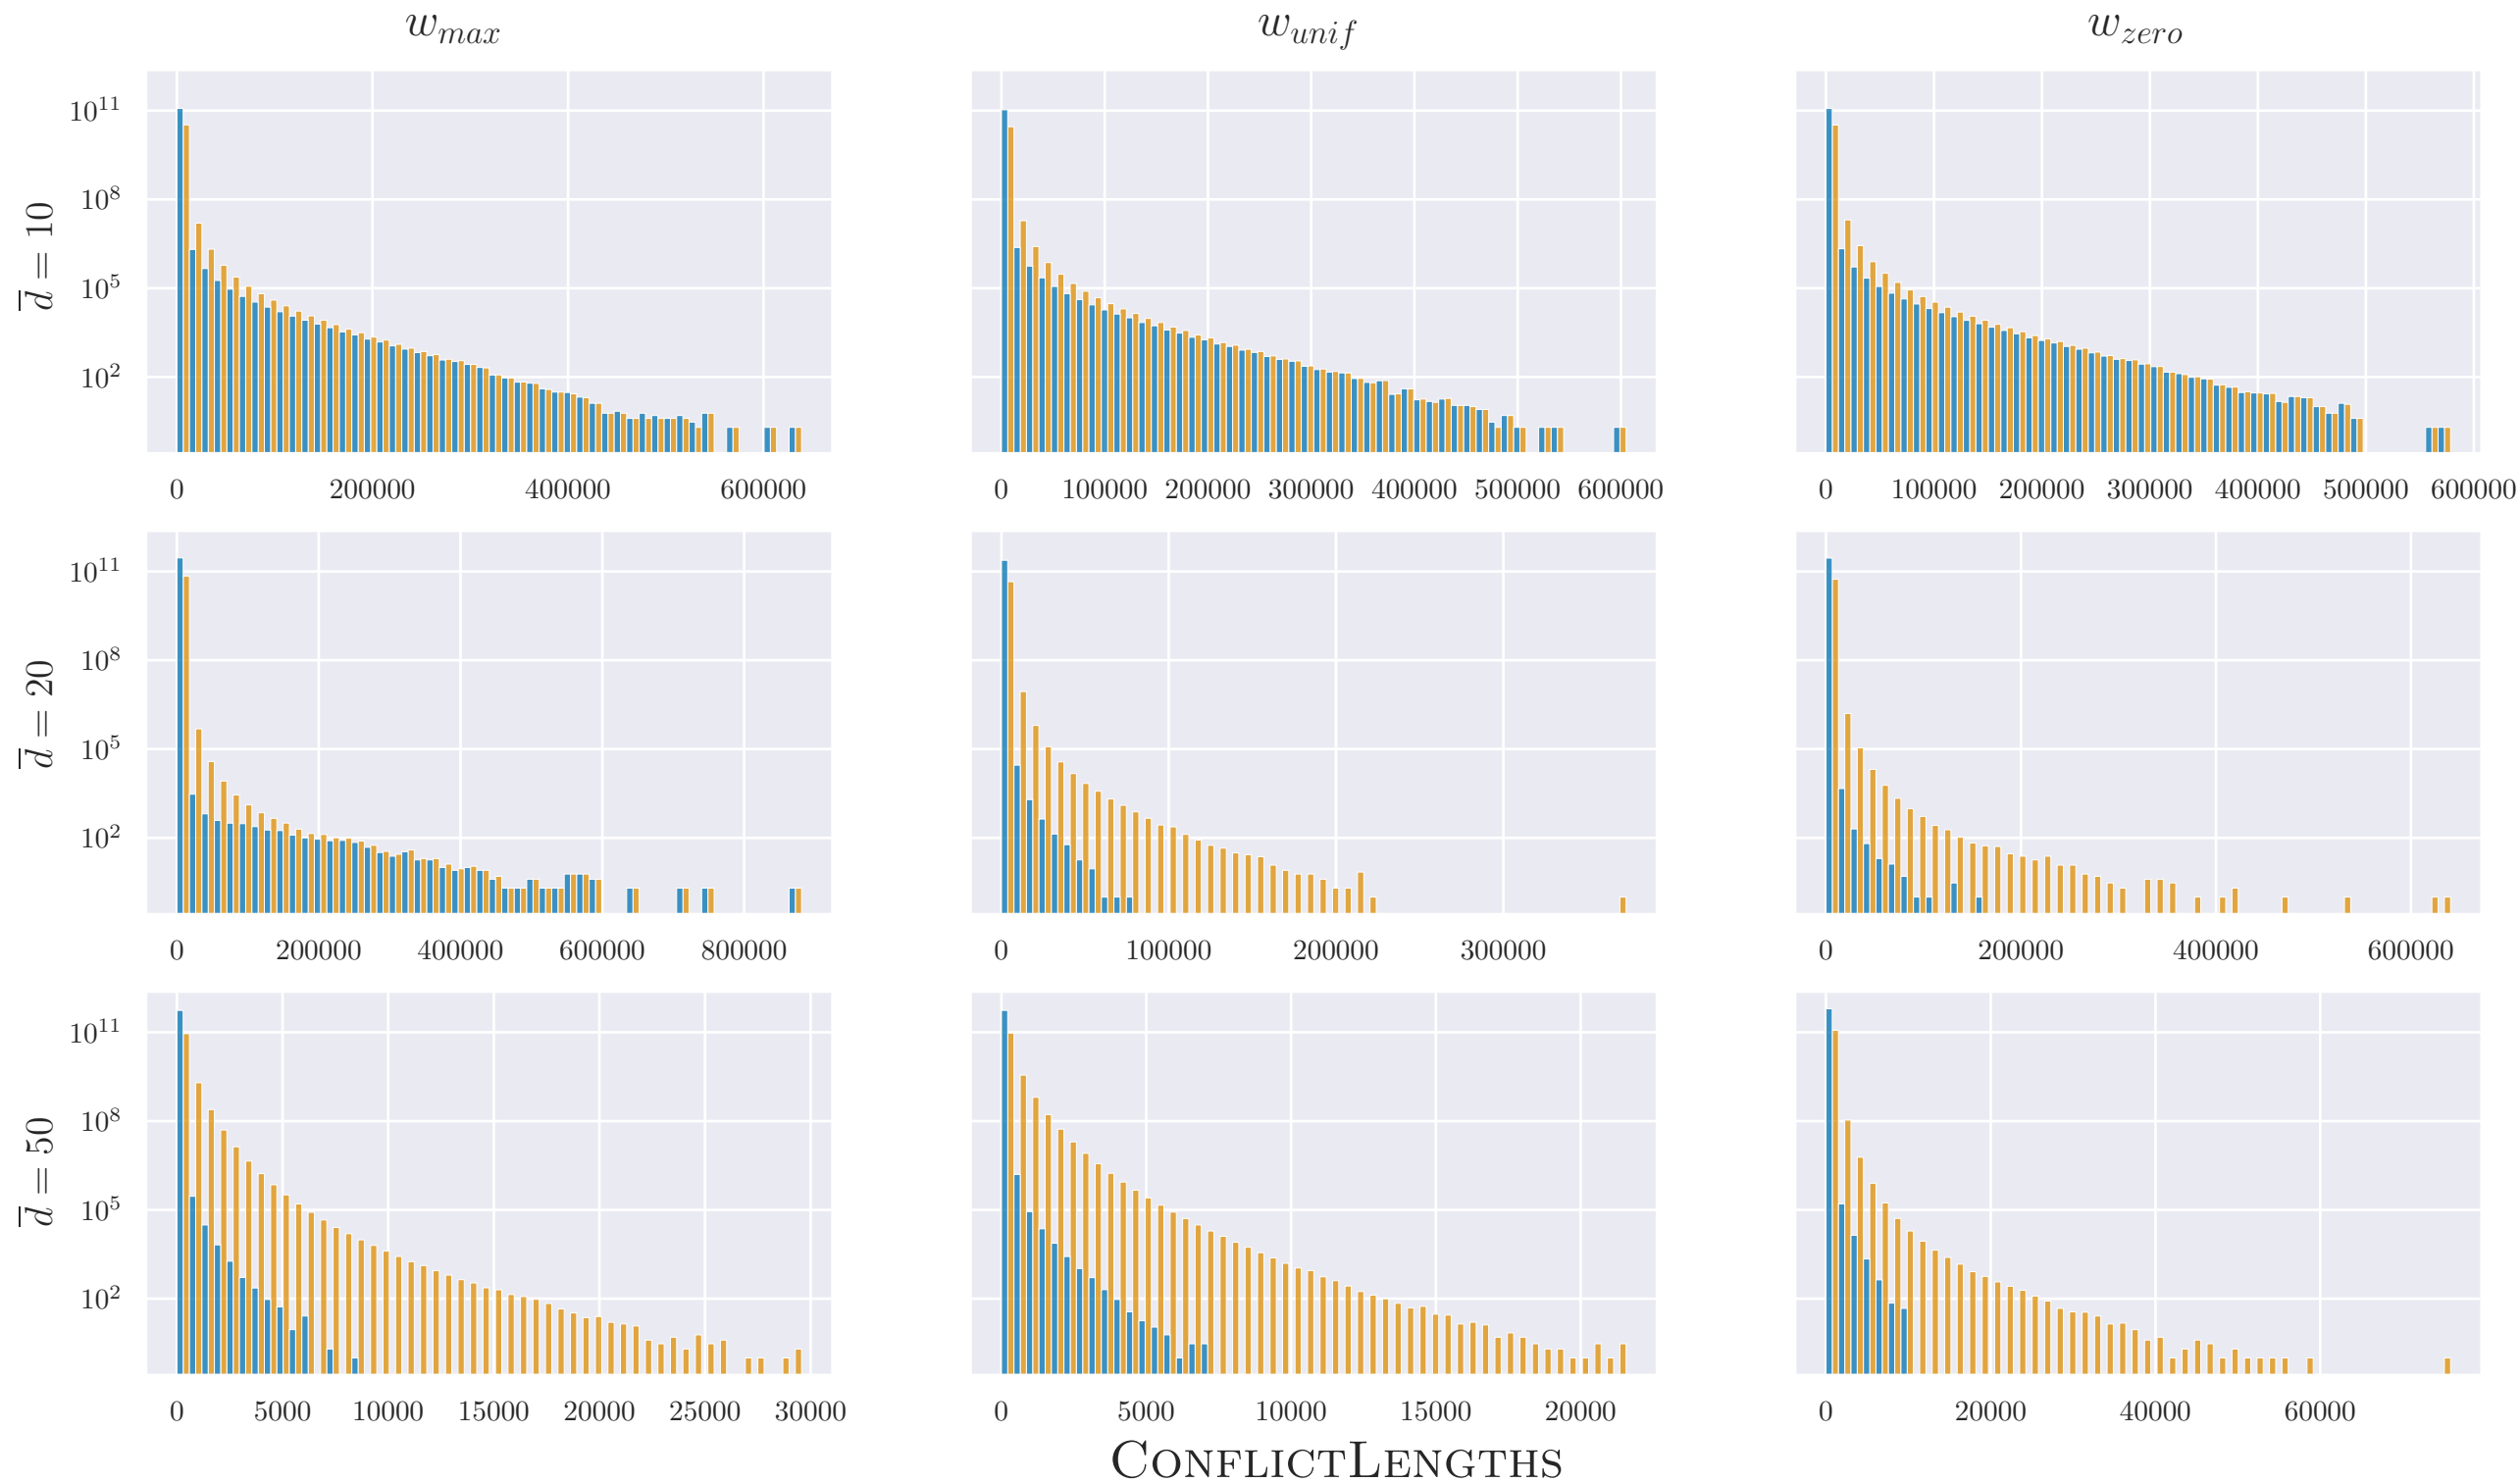 w_max w_unif w_zero
d̅ = 10
10^11
10^8
10^5
10^2
0 200000 400000 600000
0 100000 200000 300000 400000 500000 600000
0 100000 200000 300000 400000 500000 600000
d̅ = 20
10^11
10^8
10^5
10^2
0 200000 400000 600000 800000
0 100000 200000 300000
0 200000 400000 600000
d̅ = 50
10^11
10^8
10^5
10^2
0 5000 10000 15000 20000 25000 30000
0 5000 10000 15000 20000
0 20000 40000 60000
CONFLICTLENGTHS